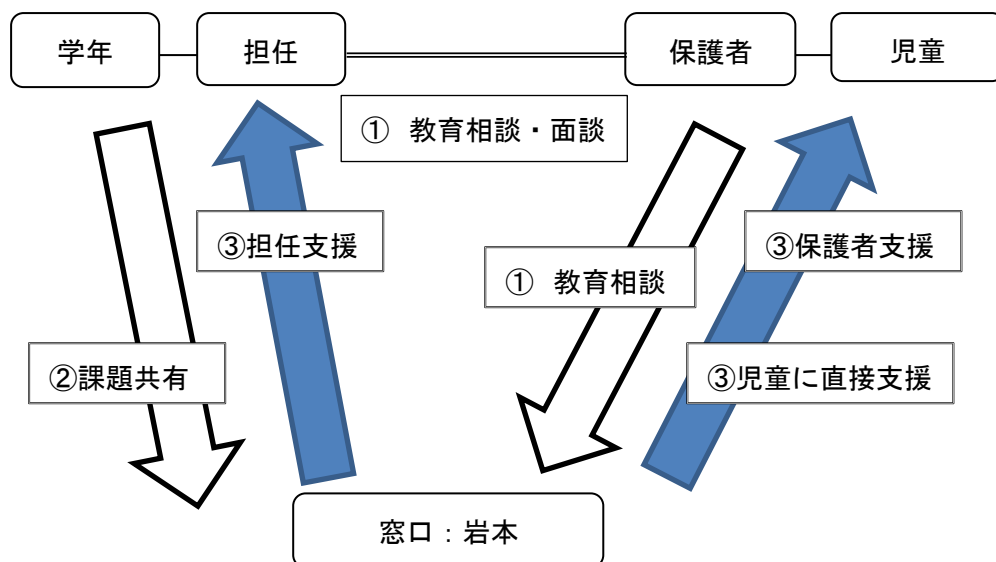 学年
担任
保護者
児童
① 教育相談・面談
③担任支援
③保護者支援
① 教育相談
②課題共有
③児童に直接支援
窓口：岩本